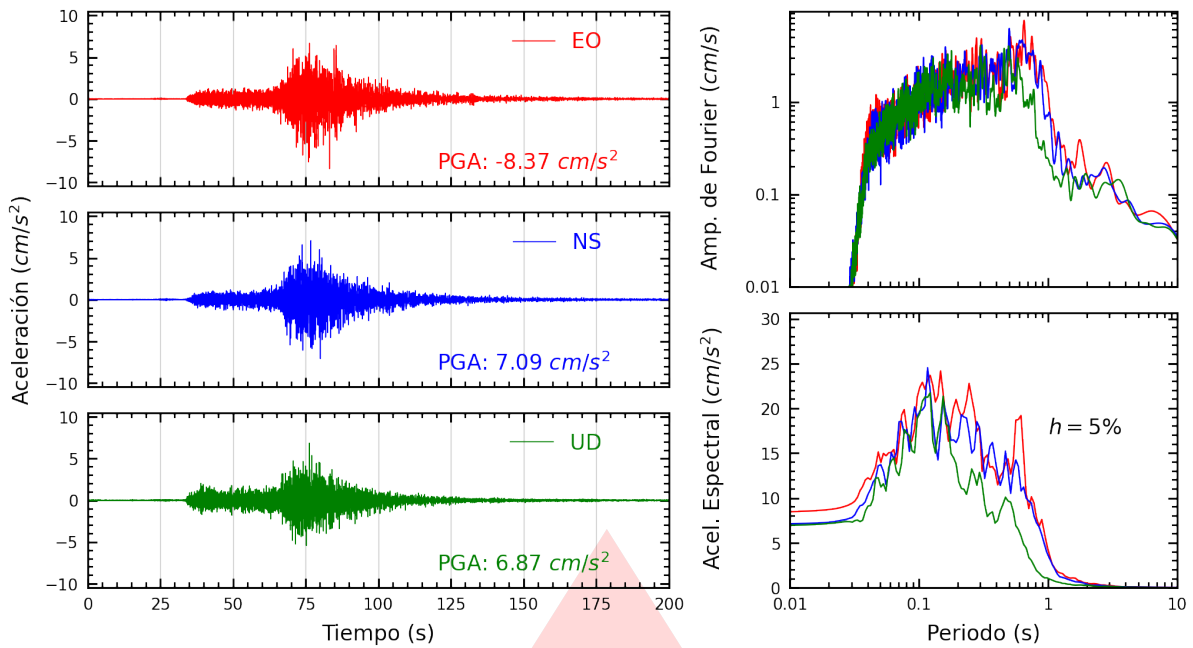 Aceleración (cm/s²)
10
5
0
−5
−10
EO
PGA: -8.37 cm/s²
10
5
0
−5
−10
NS
PGA: 7.09 cm/s²
10
5
0
−5
−10
UD
PGA: 6.87 cm/s²
0 25 50 75 100 125 150 175 200
Tiempo (s)
Amp. de Fourier (cm/s)
1
0.1
0.01
Acel. Espectral (cm/s²)
30
25
20
15
10
5
0
h = 5%
0.01 0.1 1 10
Periodo (s)